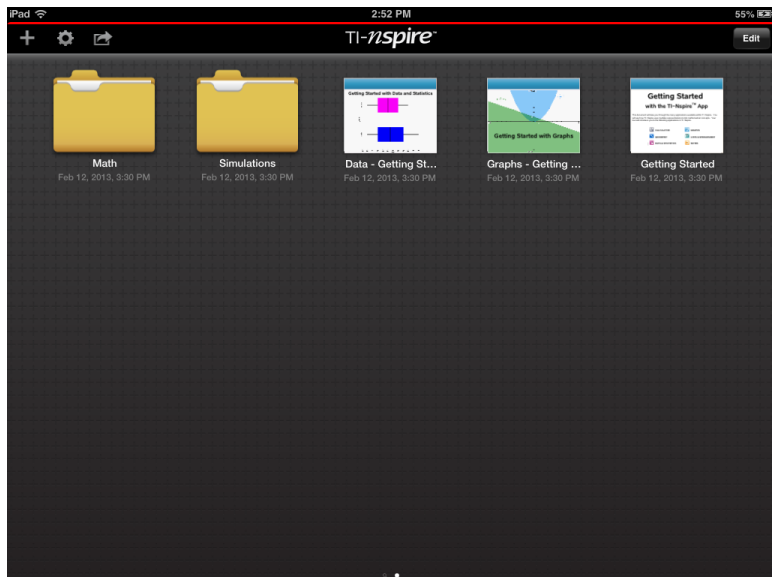 iPad 2:52 PM 55%
TI-nspire™ Edit
Getting Started with Data and Statistics
Getting Started with Graphs
Getting Started
with the TI-Nspire™ App
Math Simulations Data - Getting St... Graphs - Getting ... Getting Started
Feb 12, 2013, 3:30 PM Feb 12, 2013, 3:30 PM Feb 12, 2013, 3:30 PM Feb 12, 2013, 3:30 PM Feb 12, 2013, 3:30 PM